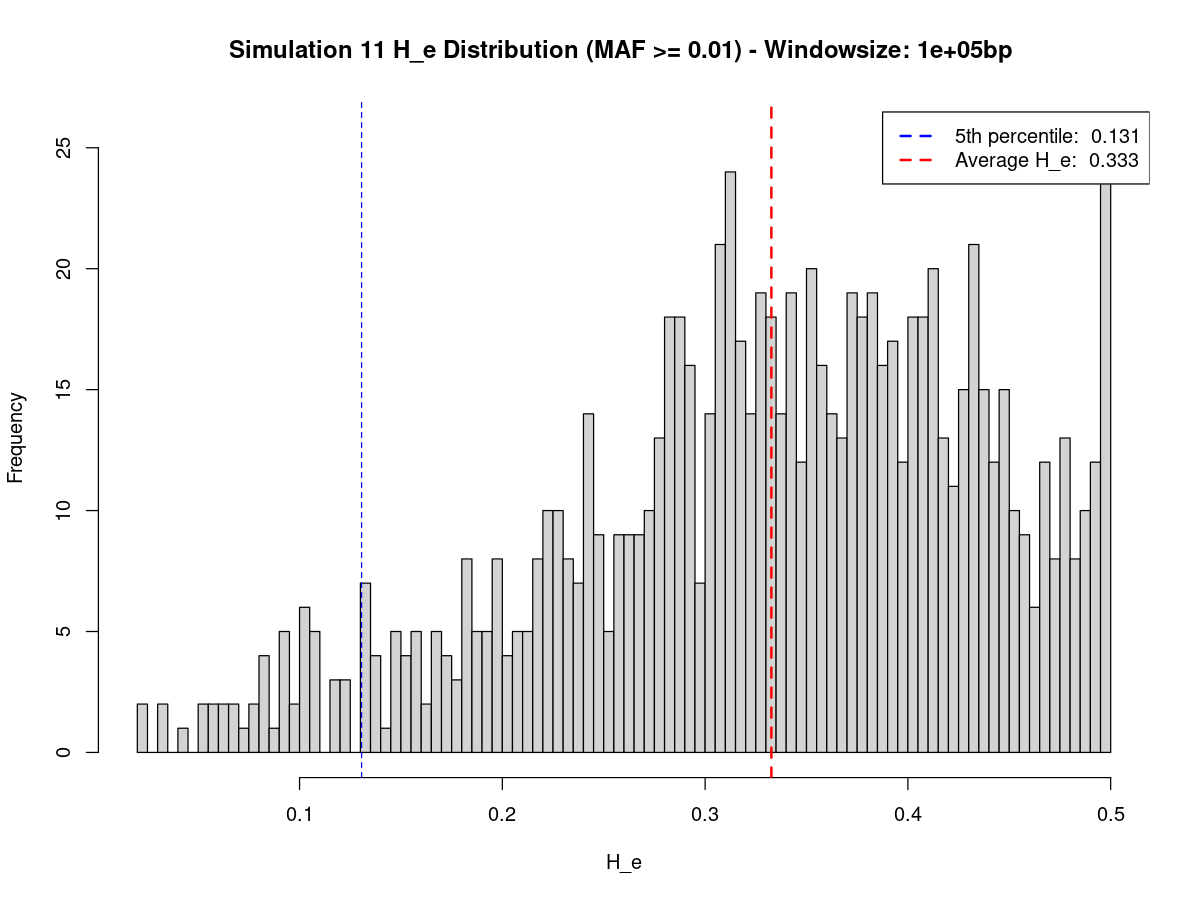 Simulation 11 H_e Distribution (MAF >= 0.01) - Windowsize: 1e+05bp
5th percentile: 0.131
Average H_e: 0.333
25
20
15
10
5
0
Frequency
0.1 0.2 0.3 0.4 0.5
H_e